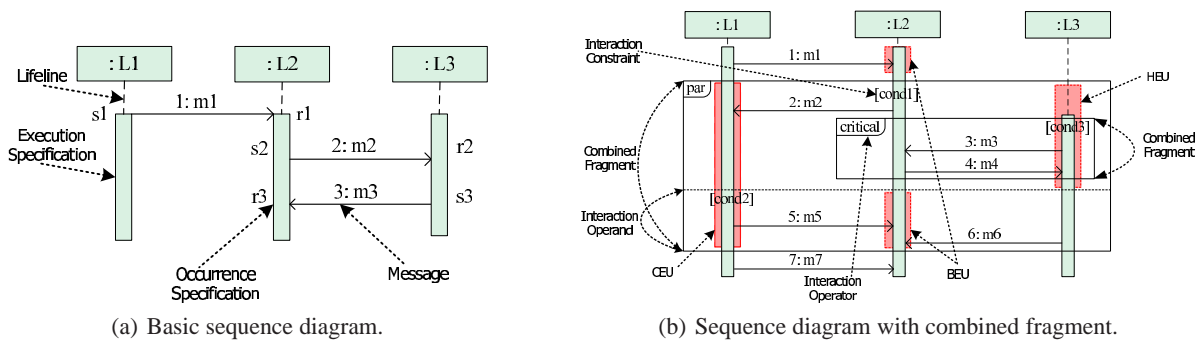 : L1
: L2
: L3
Lifeline
s1
1: m1
r1
Execution
Specification
s2
2: m2
r2
r3
3: m3
s3
Occurrence
Specification
Message
(a) Basic sequence diagram.
: L1
: L2
: L3
Interaction
Constraint
1: m1
HEU
par
[cond1]
2: m2
critical
[cond3]
3: m3
4: m4
Combined
Fragment
Combined
Fragment
[cond2]
Interaction
Operand
5: m5
6: m6
7: m7
CEU
Interaction
Operator
BEU
(b) Sequence diagram with combined fragment.